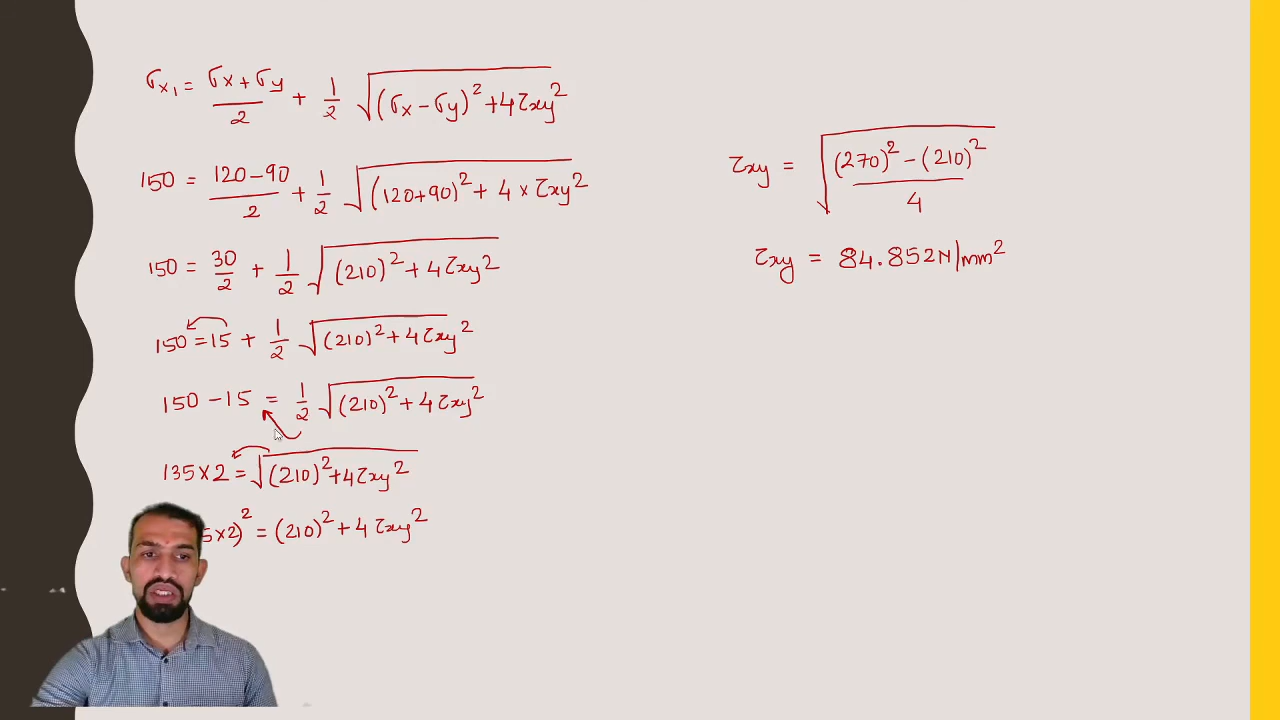 σx₁ = (σx + σy)/2 + 1/2 √((σx − σy)² + 4τxy²)
150 = (120 − 90)/2 + 1/2 √((120+90)² + 4 × τxy²)
150 = 30/2 + 1/2 √((210)² + 4τxy²)
150 = 15 + 1/2 √((210)² + 4τxy²)
150 − 15 = 1/2 √((210)² + 4τxy²)
135 × 2 = √((210)² + 4τxy²)
5×2)² = (210)² + 4τxy²
τxy = √(((270)² − (210)²)/4)
τxy = 84.852N/mm²